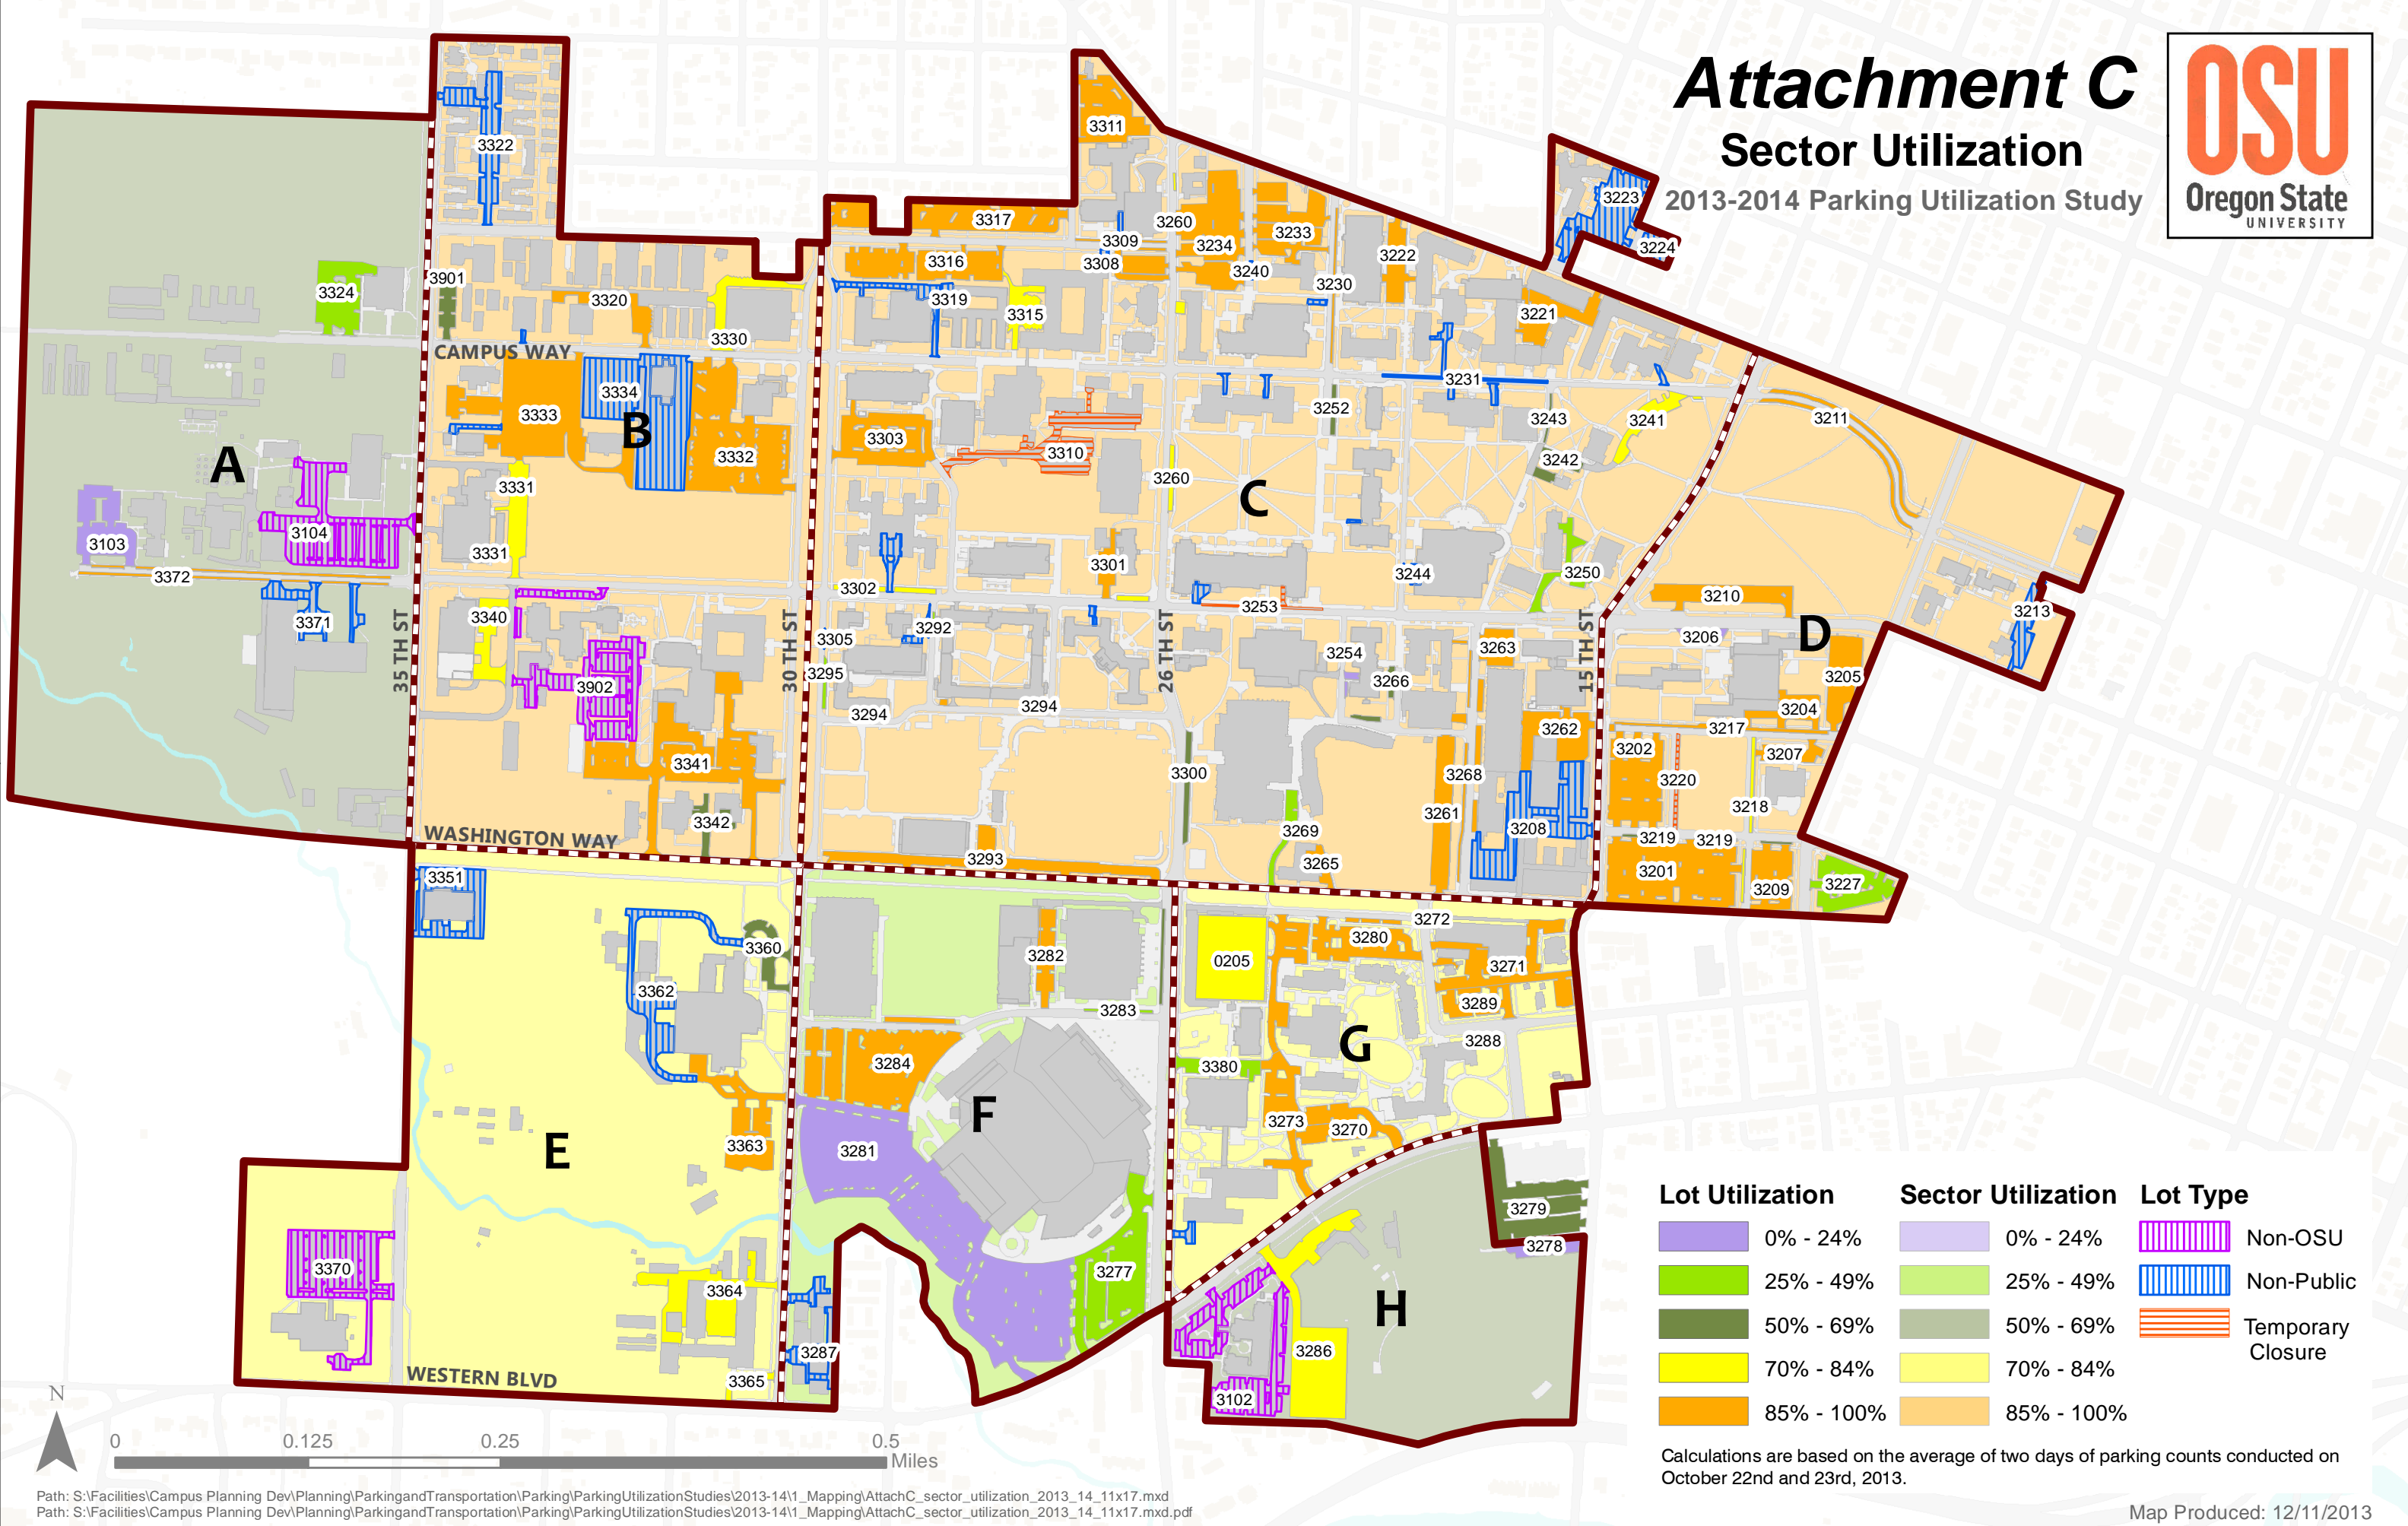 Attachment C
Sector Utilization
2013-2014 Parking Utilization Study
OSU
Oregon State
UNIVERSITY
3322
3311
3223
3224
3317
3260
3309
3234
3233
3316
3308
3240
3222
3230
3901
3324
3320
3319
3315
3221
3330
CAMPUS WAY
3334
3333
B
3332
3303
3310
3231
3252
3243
3241
3211
3242
A
3331
3260
C
3103
3104
3331
3372
3301
3244
3250
3302
3253
3210
3213
3371
3340
3305
3292
35 TH ST
30 TH ST
26 TH ST
15 TH ST
3206
D
3254
3263
3295
3266
3205
3902
3294
3294
3204
3262
3217
3202
3207
3341
3300
3268
3220
3218
3261
3342
3208
3269
3219
3219
WASHINGTON WAY
3293
3265
3201
3209
3227
3351
3272
3360
3282
0205
3280
3271
3362
3283
3289
3284
G
3288
3380
F
3273
3270
3363
3281
E
3279
3278
3370
3277
3364
H
3287
3286
3365
3102
WESTERN BLVD
Lot Utilization
0% - 24%
25% - 49%
50% - 69%
70% - 84%
85% - 100%
Sector Utilization
0% - 24%
25% - 49%
50% - 69%
70% - 84%
85% - 100%
Lot Type
Non-OSU
Non-Public
Temporary
Closure
Calculations are based on the average of two days of parking counts conducted on
October 22nd and 23rd, 2013.
N
0 0.125 0.25 0.5
Miles
Path: S:\Facilities\Campus Planning Dev\Planning\ParkingandTransportation\Parking\ParkingUtilizationStudies\2013-14\1_Mapping\AttachC_sector_utilization_2013_14_11x17.mxd
Path: S:\Facilities\Campus Planning Dev\Planning\ParkingandTransportation\Parking\ParkingUtilizationStudies\2013-14\1_Mapping\AttachC_sector_utilization_2013_14_11x17.mxd.pdf
Map Produced: 12/11/2013